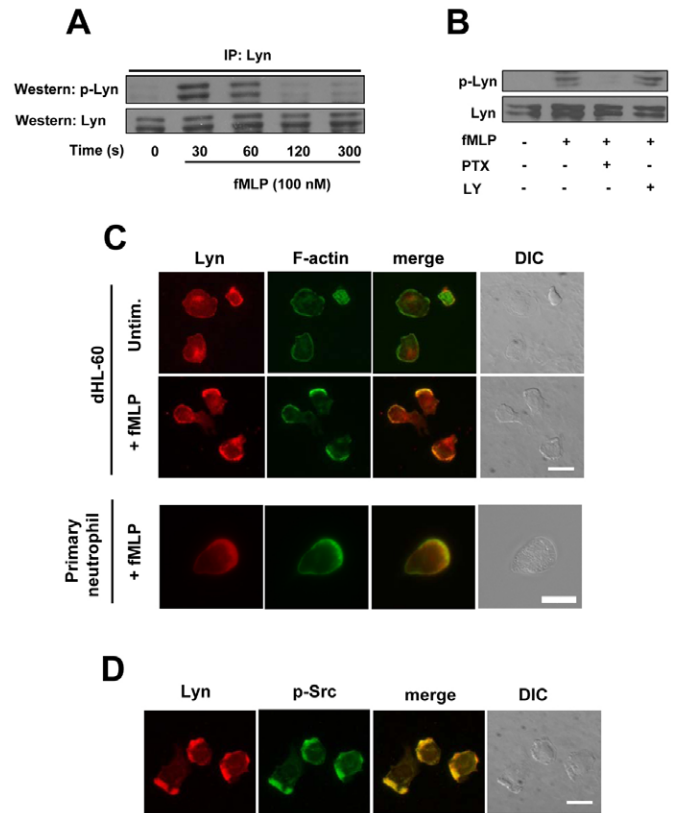 A
IP: Lyn
Western: p-Lyn
Western: Lyn
Time (s) 0 30 60 120 300
fMLP (100 nM)
B
p-Lyn
Lyn
fMLP - + + +
PTX - - + -
LY - - - +
C
Lyn F-actin merge DIC
dHL-60
Untim.
+ fMLP
Primary
neutrophil
+ fMLP
D
Lyn p-Src merge DIC